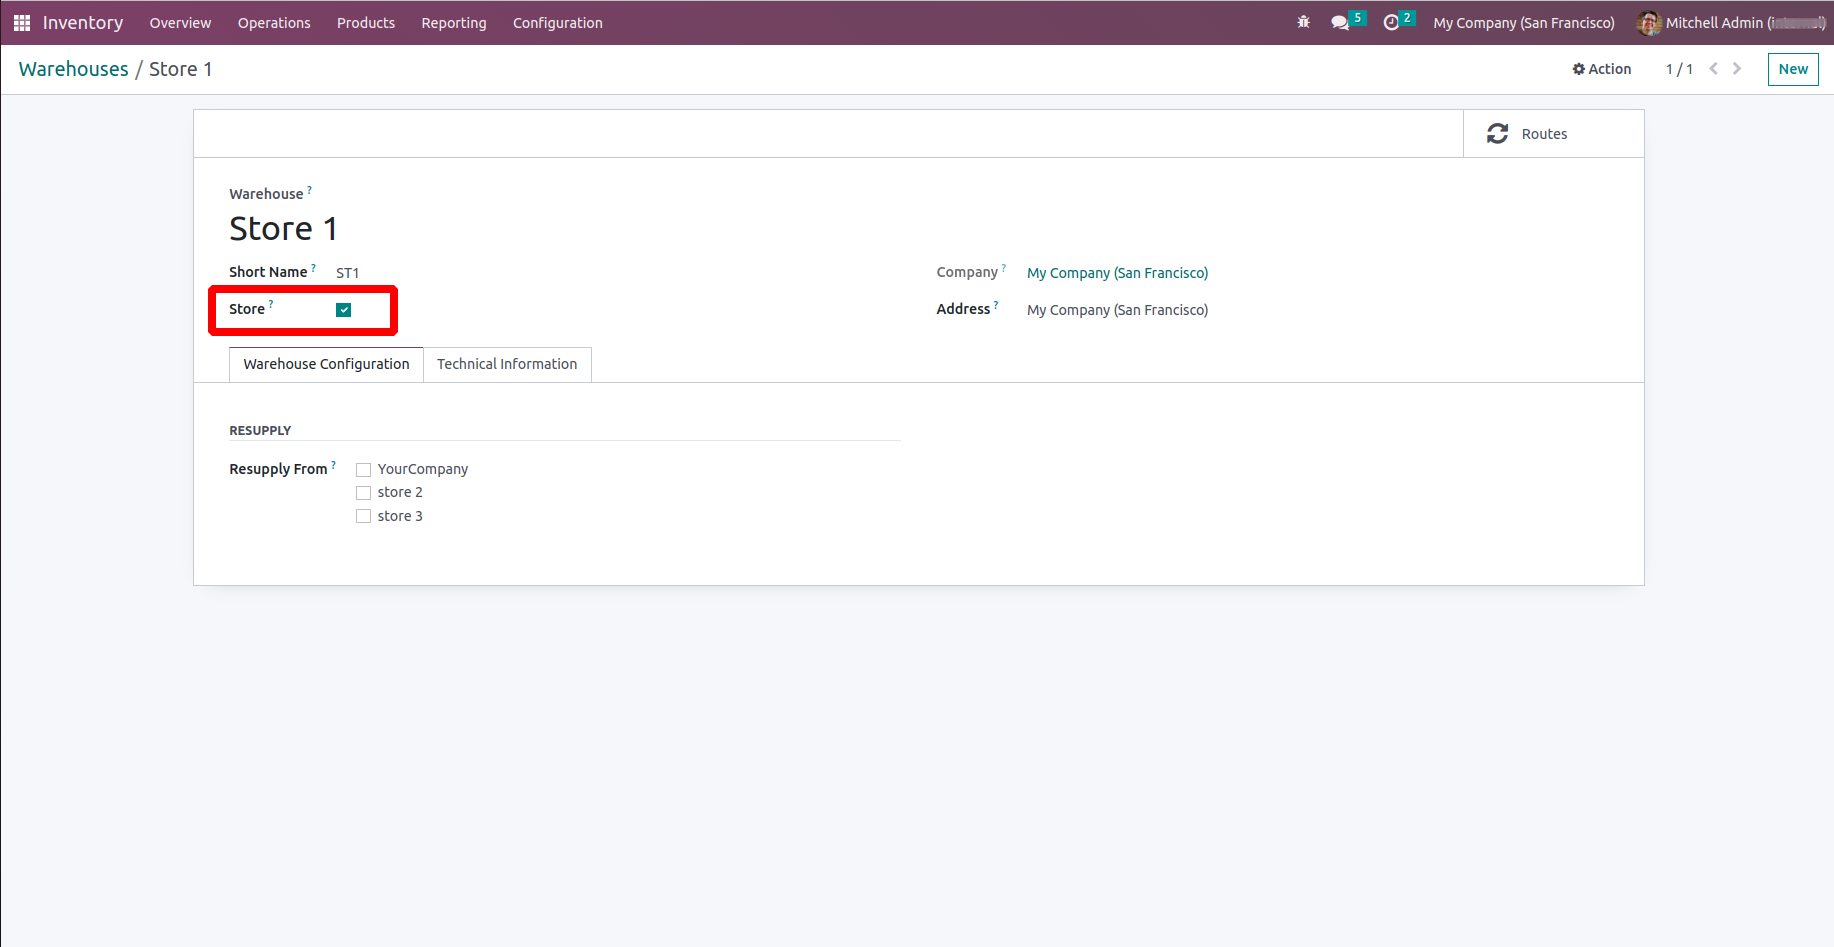 Inventory Overview Operations Products Reporting Configuration 5 2 My Company (San Francisco) Mitchell Admin
Warehouses / Store 1 Action 1 / 1 New
Routes
Warehouse ?
Store 1
Short Name ? ST1 Company ? My Company (San Francisco)
Store ? Address ? My Company (San Francisco)
Warehouse Configuration Technical Information
RESUPPLY
Resupply From ? YourCompany
store 2
store 3